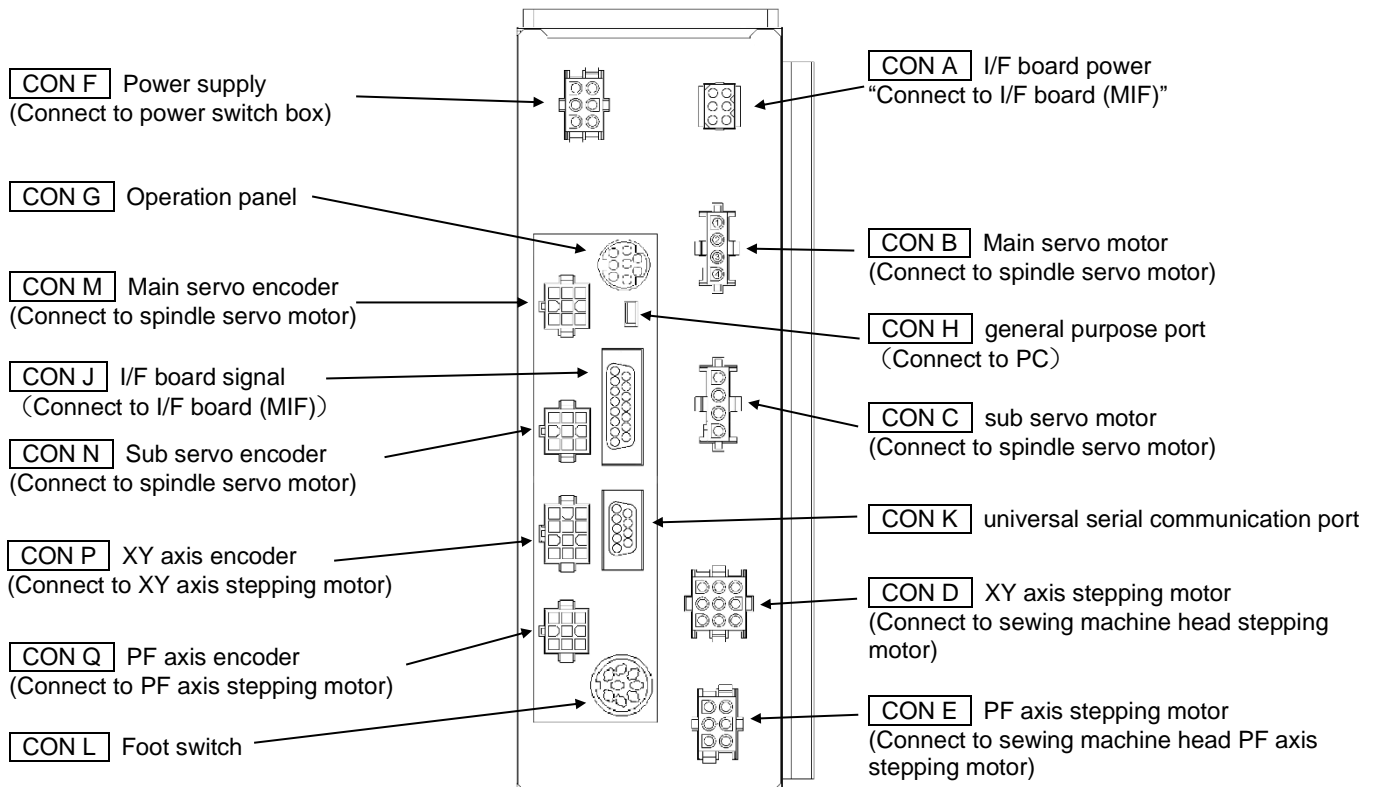 CON F Power supply
(Connect to power switch box)
CON G Operation panel
CON M Main servo encoder
(Connect to spindle servo motor)
CON J I/F board signal
（Connect to I/F board (MIF)）
CON N Sub servo encoder
(Connect to spindle servo motor)
CON P XY axis encoder
(Connect to XY axis stepping motor)
CON Q PF axis encoder
(Connect to PF axis stepping motor)
CON L Foot switch
CON A I/F board power
“Connect to I/F board (MIF)”
CON B Main servo motor
(Connect to spindle servo motor)
CON H general purpose port
（Connect to PC）
CON C sub servo motor
(Connect to spindle servo motor)
CON K universal serial communication port
CON D XY axis stepping motor
(Connect to sewing machine head stepping
motor)
CON E PF axis stepping motor
(Connect to sewing machine head PF axis
stepping motor)